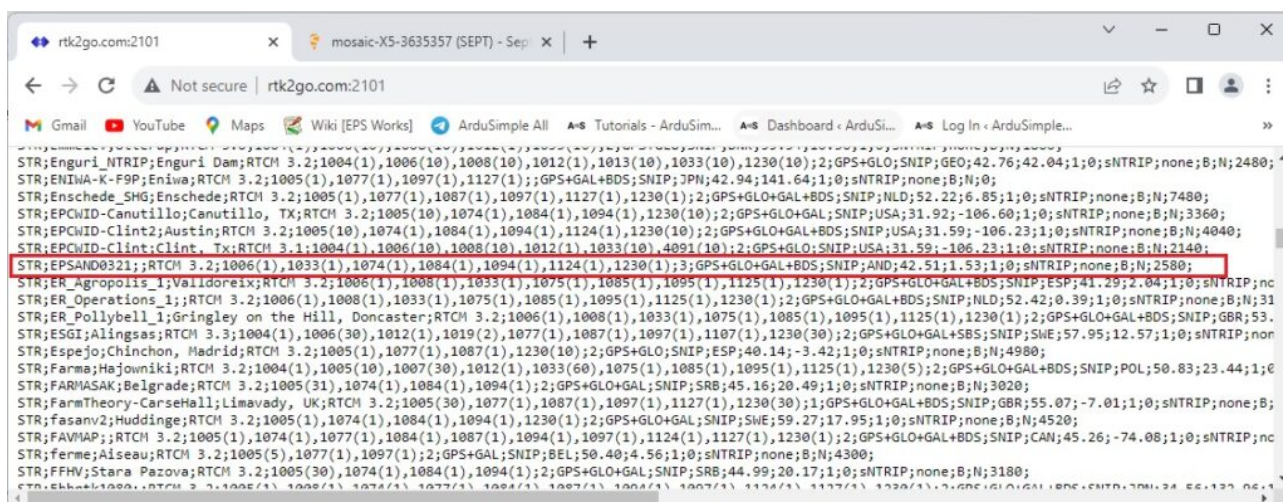 rtk2go.com:2101
mosaic-X5-3635357 (SEPT) - Sep
Not secure | rtk2go.com:2101
Gmail YouTube Maps Wiki [EPS Works] ArduSimple All A+S Tutorials - ArduSim... A+S Dashboard ‹ ArduSi... A+S Log In ‹ ArduSimple... »
STR;Enguri_NTRIP;Enguri Dam;RTCM 3.2;1004(1),1006(10),1008(10),1012(1),1013(10),1033(10),1230(10);2;GPS+GLO;SNIP;GEO;42.76;42.04;1;0;sNTRIP;none;B;N;2480;
STR;ENIWA-K-F9P;Eniwa;RTCM 3.2;1005(1),1077(1),1097(1),1127(1);;GPS+GAL+BDS;SNIP;JPN;42.94;141.64;1;0;sNTRIP;none;B;N;0;
STR;Enschede_SHG;Enschede;RTCM 3.2;1005(1),1077(1),1087(1),1097(1),1127(1),1230(1);2;GPS+GLO+GAL+BDS;SNIP;NLD;52.22;6.85;1;0;sNTRIP;none;B;N;7480;
STR;EPCWID-Canutillo;Canutillo, TX;RTCM 3.2;1005(10),1074(1),1084(1),1094(1),1230(10);2;GPS+GLO+GAL;SNIP;USA;31.92;-106.60;1;0;sNTRIP;none;B;N;3360;
STR;EPCWID-Clint2;Austin;RTCM 3.2;1005(10),1074(1),1084(1),1094(1),1124(1),1230(10);2;GPS+GLO+GAL+BDS;SNIP;USA;31.59;-106.23;1;0;sNTRIP;none;B;N;4040;
STR;EPCWID-Clint;Clint, Tx;RTCM 3.1;1004(1),1006(10),1008(10),1012(1),1033(10),4091(10);2;GPS+GLO;SNIP;USA;31.59;-106.23;1;0;sNTRIP;none;B;N;2140;
STR;EPSAND0321;;RTCM 3.2;1006(1),1033(1),1074(1),1084(1),1094(1),1124(1),1230(1);3;GPS+GLO+GAL+BDS;SNIP;AND;42.51;1.53;1;0;sNTRIP;none;B;N;2580;
STR;ER_Agropolis_1;Valldoreix;RTCM 3.2;1006(1),1008(1),1033(1),1075(1),1085(1),1095(1),1125(1),1230(1);2;GPS+GLO+GAL+BDS;SNIP;ESP;41.29;2.04;1;0;sNTRIP;nc
STR;ER_Operations_1;;RTCM 3.2;1006(1),1008(1),1033(1),1075(1),1085(1),1095(1),1125(1),1230(1);2;GPS+GLO+GAL+BDS;SNIP;NLD;52.42;0.39;1;0;sNTRIP;none;B;N;31
STR;ER_Pollybell_1;Gringley on the Hill, Doncaster;RTCM 3.2;1006(1),1008(1),1033(1),1075(1),1085(1),1095(1),1125(1),1230(1);2;GPS+GLO+GAL+BDS;SNIP;GBR;53.
STR;ESGI;Alingsas;RTCM 3.3;1004(1),1006(30),1012(1),1019(2),1077(1),1087(1),1097(1),1107(1),1230(30);2;GPS+GLO+GAL+SBS;SNIP;SWE;57.95;12.57;1;0;sNTRIP;non
STR;Espejo;Chinchon, Madrid;RTCM 3.2;1005(1),1077(1),1087(1),1230(10);2;GPS+GLO;SNIP;ESP;40.14;-3.42;1;0;sNTRIP;none;B;N;4980;
STR;Farma;Hajowniki;RTCM 3.2;1004(1),1005(10),1007(30),1012(1),1033(60),1075(1),1085(1),1095(1),1125(1),1230(5);2;GPS+GLO+GAL+BDS;SNIP;POL;50.83;23.44;1;0
STR;FARMASAK;Belgrade;RTCM 3.2;1005(31),1074(1),1084(1),1094(1);2;GPS+GLO+GAL;SNIP;SRB;45.16;20.49;1;0;sNTRIP;none;B;N;3020;
STR;FarmTheory-CarseHall;Limavady, UK;RTCM 3.2;1005(30),1077(1),1087(1),1097(1),1127(1),1230(30);1;GPS+GLO+GAL+BDS;SNIP;GBR;55.07;-7.01;1;0;sNTRIP;none;B;
STR;fasanv2;Huddinge;RTCM 3.2;1005(1),1074(1),1084(1),1094(1),1230(1);2;GPS+GLO+GAL;SNIP;SWE;59.27;17.95;1;0;sNTRIP;none;B;N;4520;
STR;FAVMAP;;RTCM 3.2;1005(1),1074(1),1077(1),1084(1),1087(1),1094(1),1097(1),1124(1),1127(1),1230(1);2;GPS+GLO+GAL+BDS;SNIP;CAN;45.26;-74.08;1;0;sNTRIP;nc
STR;ferme;Aiseau;RTCM 3.2;1005(5),1077(1),1097(1);2;GPS+GAL;SNIP;BEL;50.40;4.56;1;0;sNTRIP;none;B;N;4300;
STR;FFHV;Stara Pazova;RTCM 3.2;1005(30),1074(1),1084(1),1094(1);2;GPS+GLO+GAL;SNIP;SRB;44.99;20.17;1;0;sNTRIP;none;B;N;3180;